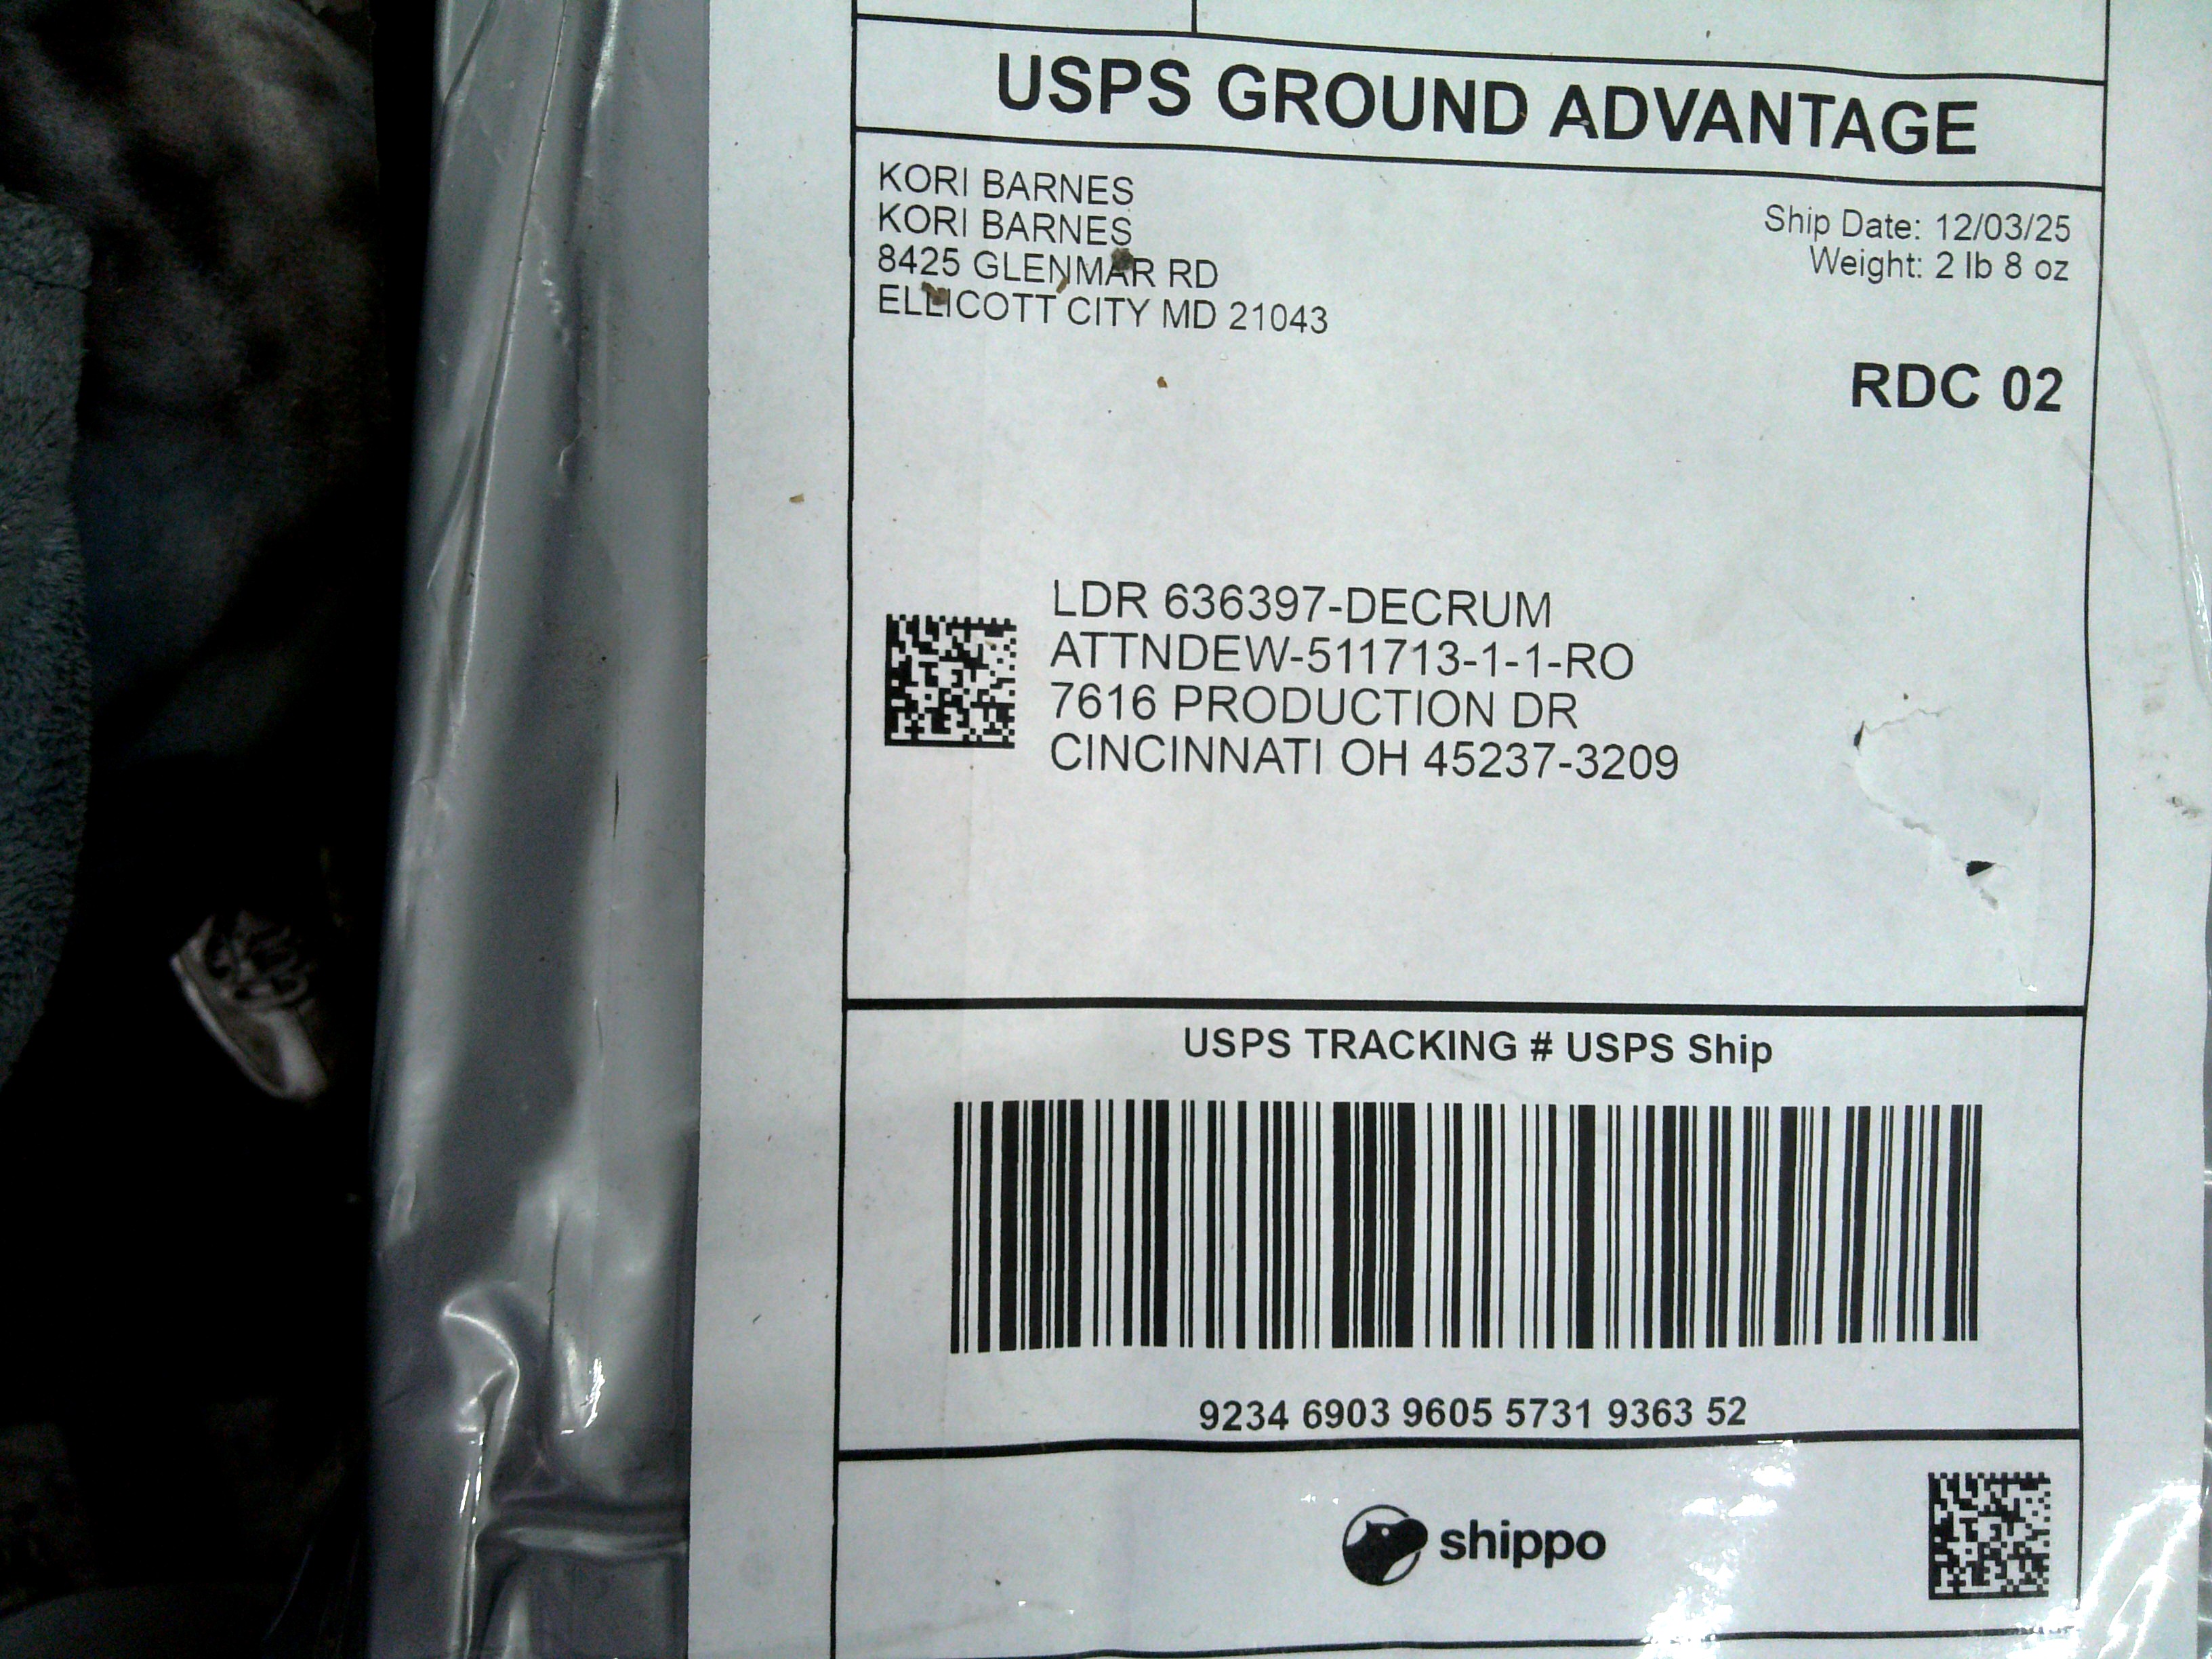 USPS GROUND ADVANTAGE
KORI BARNES
KORI BARNES
8425 GLENMAR RD
ELLICOTT CITY MD 21043
Ship Date: 12/03/25
Weight: 2 lb 8 oz
RDC 02
LDR 636397-DECRUM
ATTNDEW-511713-1-1-RO
7616 PRODUCTION DR
CINCINNATI OH 45237-3209
USPS TRACKING # USPS Ship
9234 6903 9605 5731 9363 52
shippo